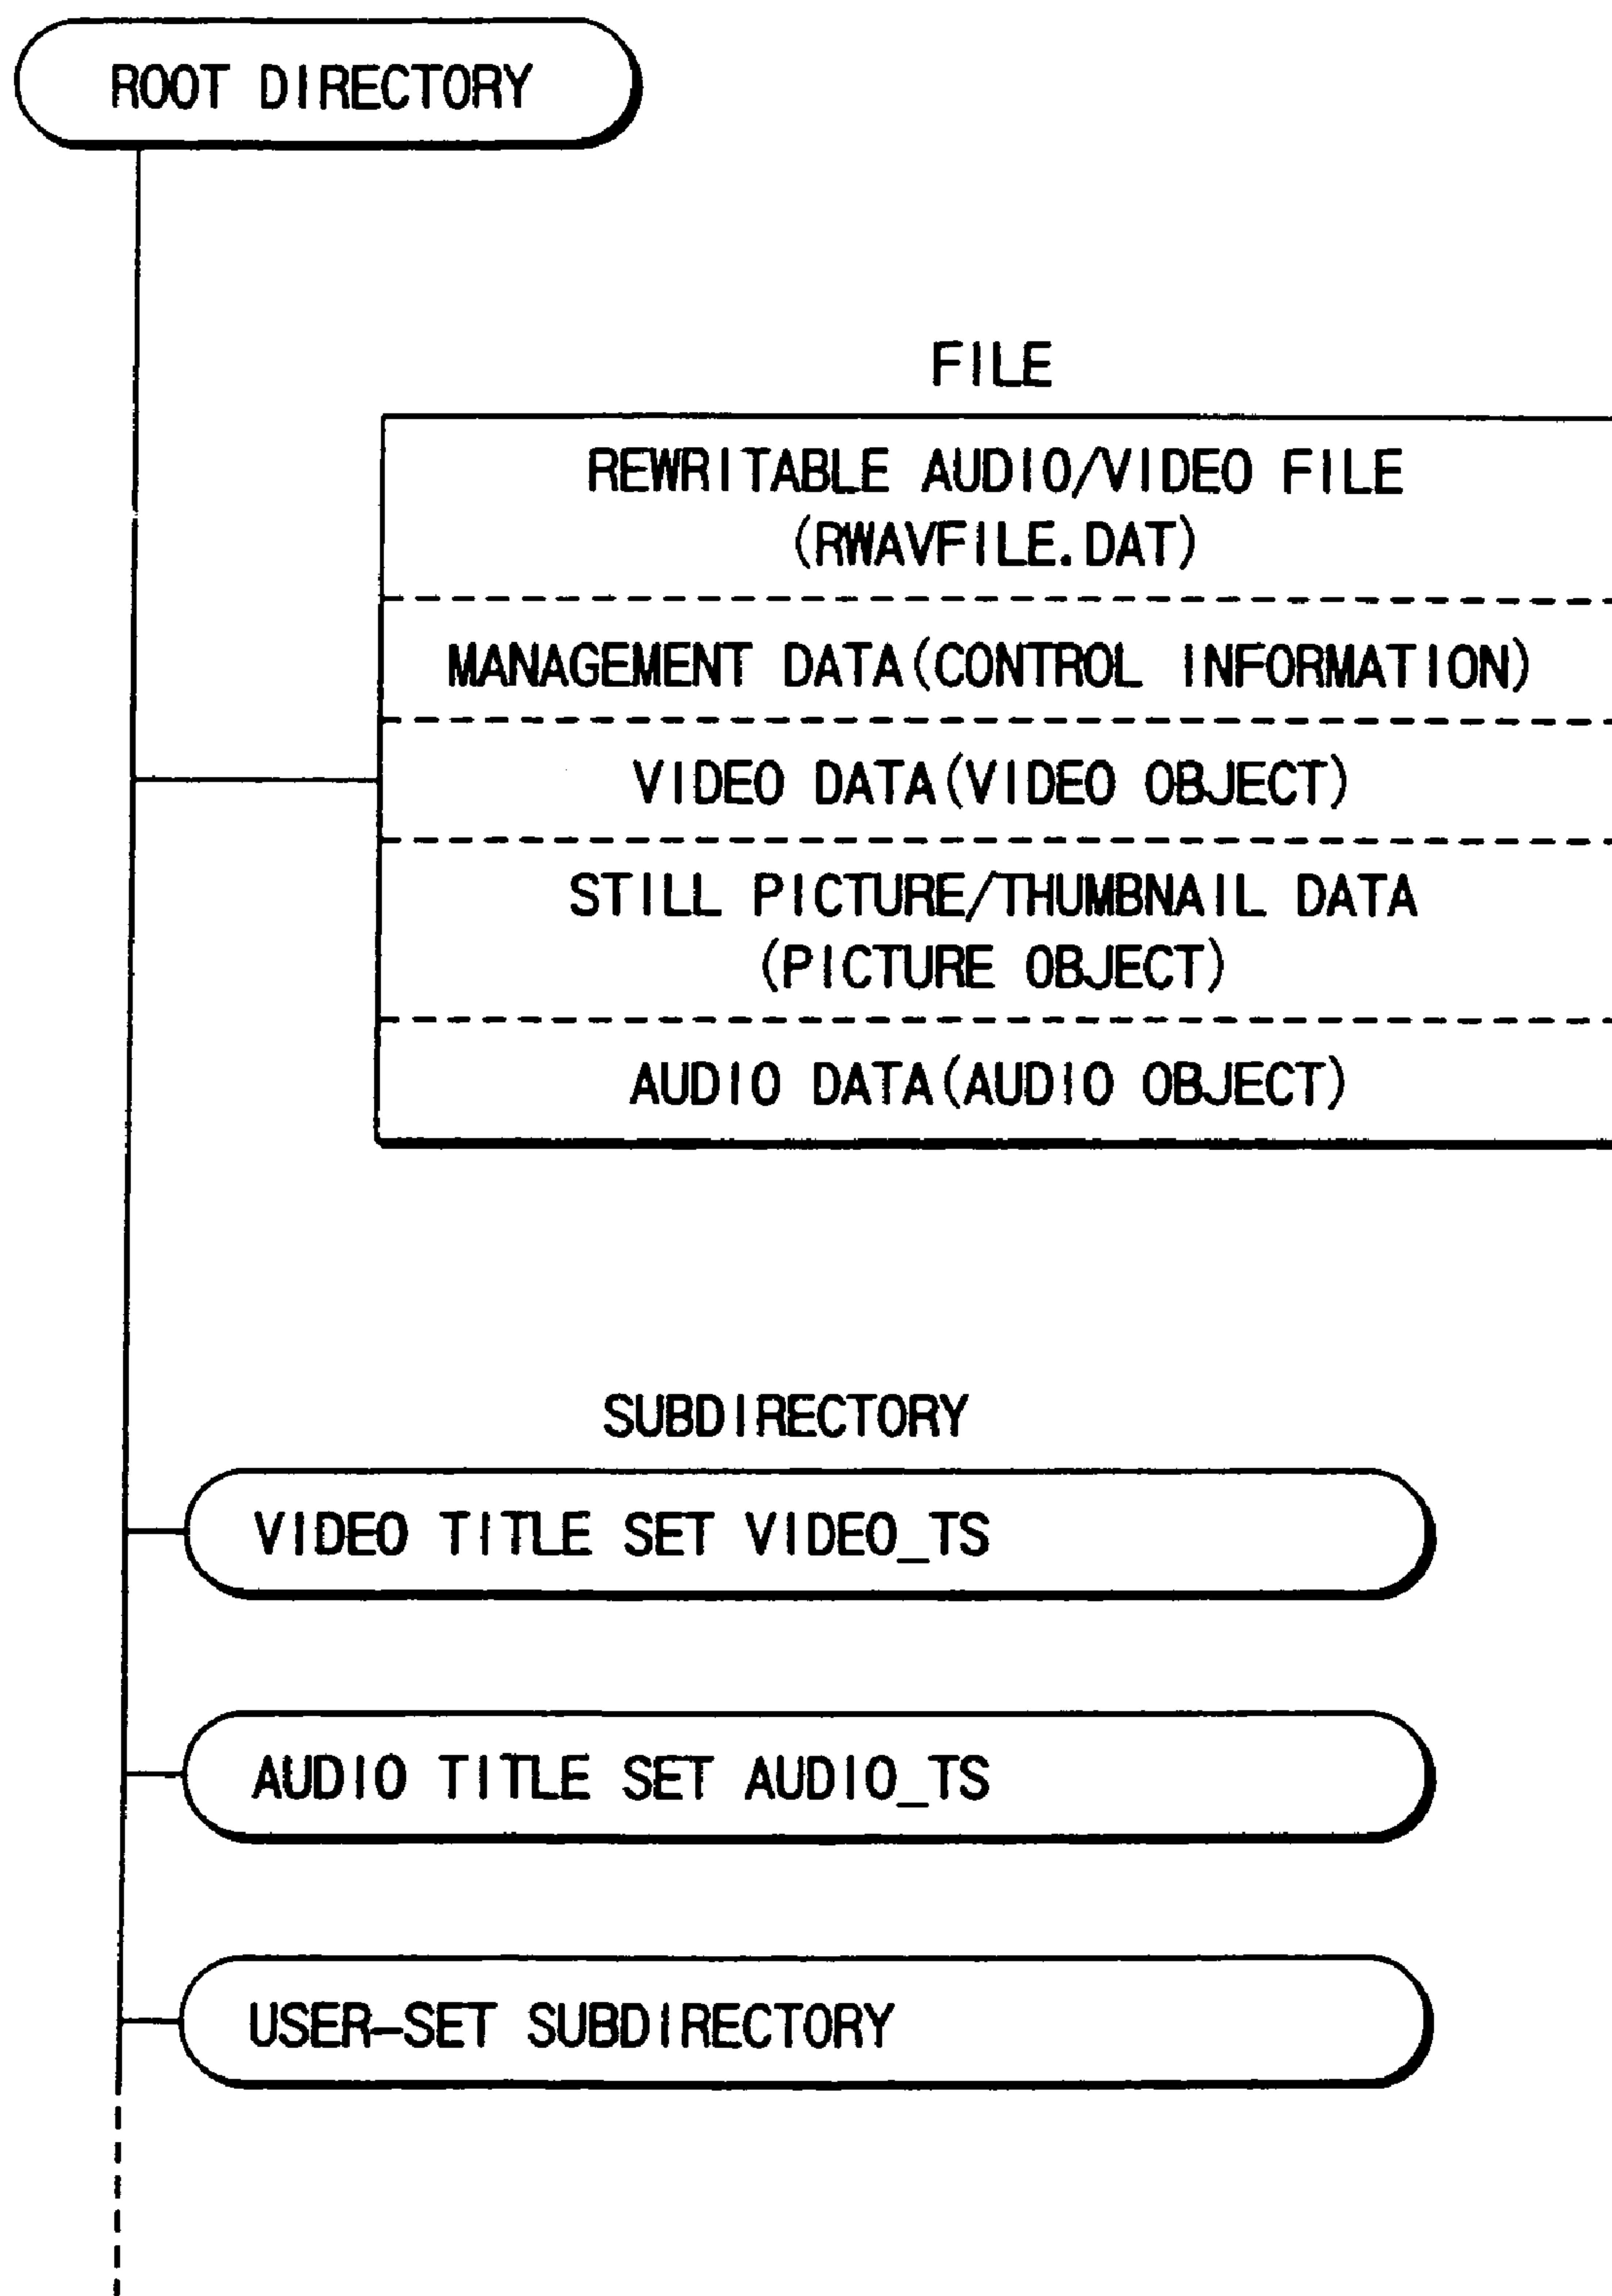 ROOT DIRECTORY
FILE
REWRITABLE AUDIO/VIDEO FILE
(RWAVFILE.DAT)
MANAGEMENT DATA(CONTROL INFORMATION)
VIDEO DATA(VIDEO OBJECT)
STILL PICTURE/THUMBNAIL DATA
(PICTURE OBJECT)
AUDIO DATA(AUDIO OBJECT)
SUBDIRECTORY
VIDEO TITLE SET VIDEO_TS
AUDIO TITLE SET AUDIO_TS
USER-SET SUBDIRECTORY